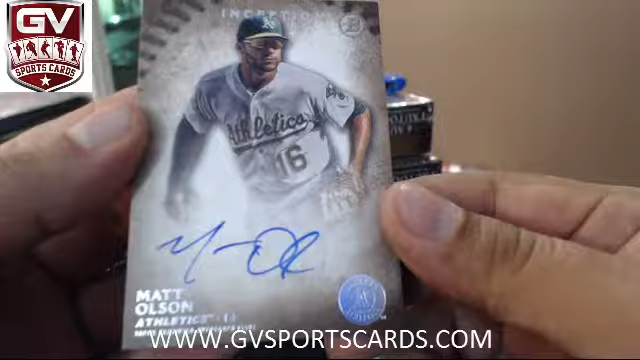 GV
SPORTS CARDS
INCEPTION
Athletics
16
MATT
OLSON
ATHLETICS
WWW.GVSPORTSCARDS.COM